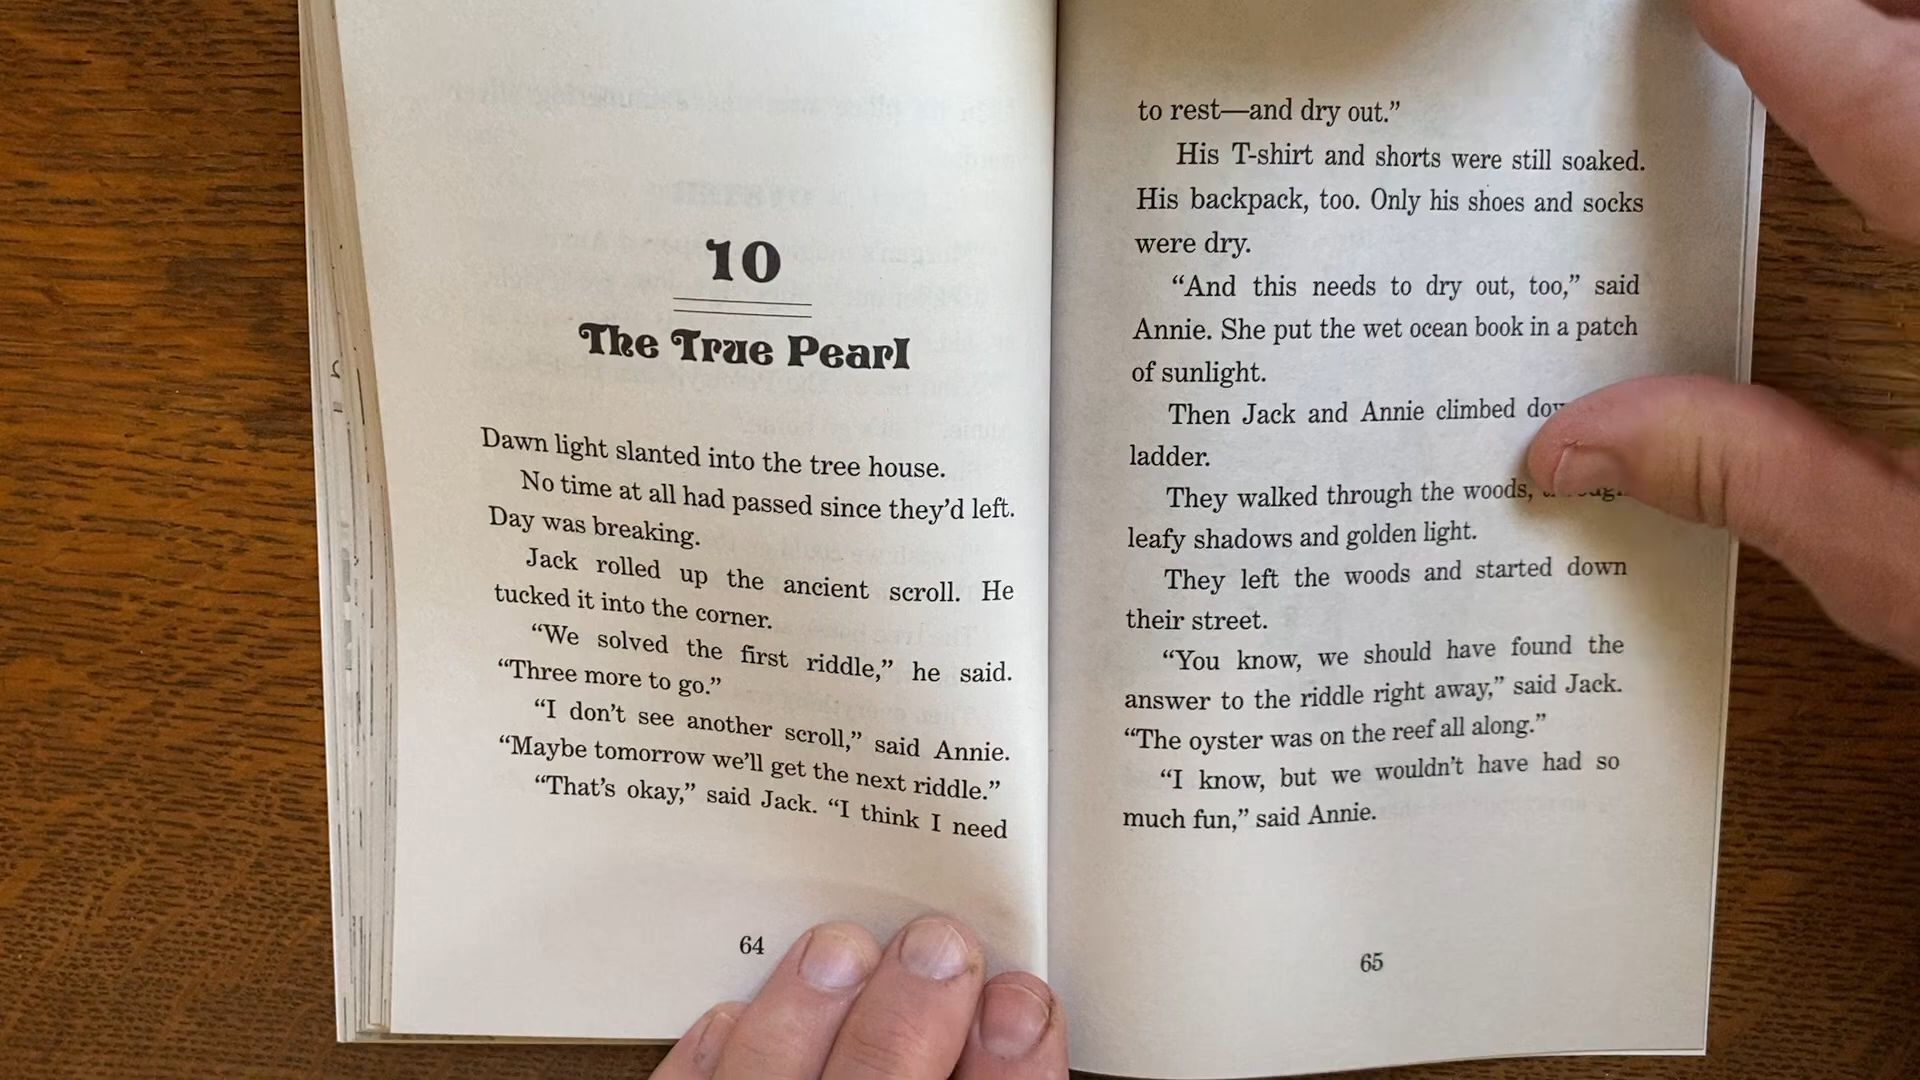 10
The True Pearl
Dawn light slanted into the tree house.
No time at all had passed since they’d left.
Day was breaking.
Jack rolled up the ancient scroll. He
tucked it into the corner.
“We solved the first riddle,” he said.
“Three more to go.”
“I don’t see another scroll,” said Annie.
“Maybe tomorrow we’ll get the next riddle.”
“That’s okay,” said Jack. “I think I need
64
to rest—and dry out.”
His T-shirt and shorts were still soaked.
His backpack, too. Only his shoes and socks
were dry.
“And this needs to dry out, too,” said
Annie. She put the wet ocean book in a patch
of sunlight.
Then Jack and Annie climbed
ladder.
They walked through the woods,
leafy shadows and golden light.
They left the woods and started down
their street.
“You know, we should have found the
answer to the riddle right away,” said Jack.
“The oyster was on the reef all along.”
“I know, but we wouldn’t have had so
much fun,” said Annie.
65